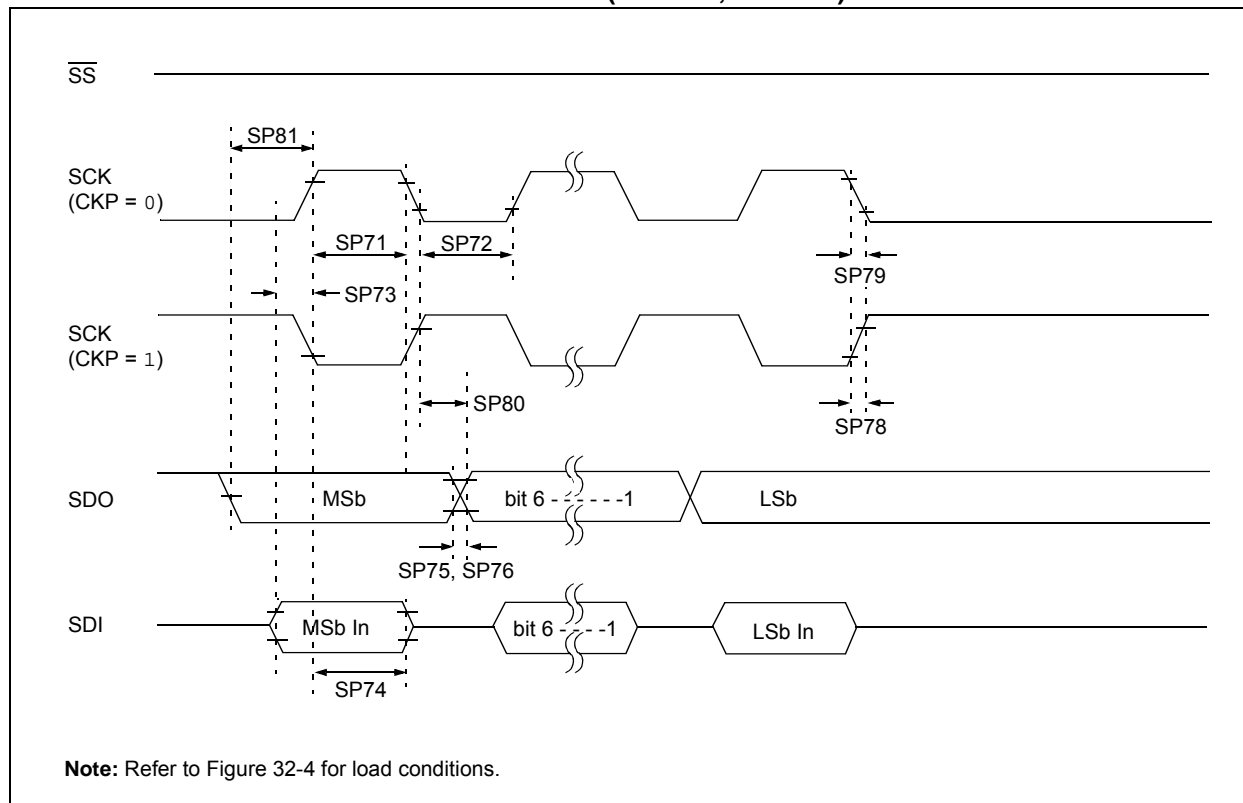 SS
SP81
SCK
(CKP = 0)
SP71
SP72
SP79
SP73
SCK
(CKP = 1)
SP80
SP78
SDO
MSb
bit 6 - - - - - - -1
LSb
SP75, SP76
SDI
MSb In
bit 6 - - - - -1
LSb In
SP74
Note: Refer to Figure 32-4 for load conditions.